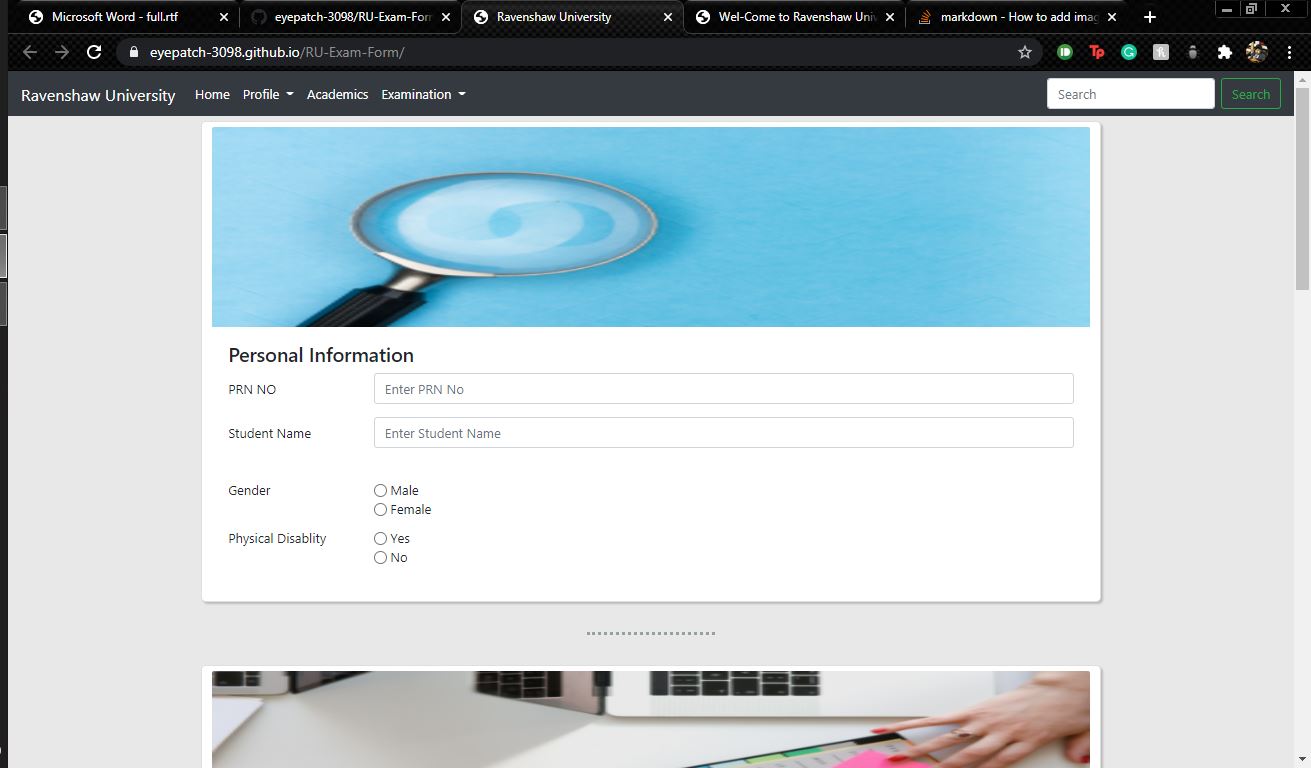 Microsoft Word - full.rtf
eyepatch-3098/RU-Exam-Form
Ravenshaw University
Wel-Come to Ravenshaw Univ
markdown - How to add imag
eyepatch-3098.github.io/RU-Exam-Form/
Ravenshaw University Home Profile Academics Examination Search Search
Personal Information
PRN NO Enter PRN No
Student Name Enter Student Name
Gender Male
Female
Physical Disablity Yes
No